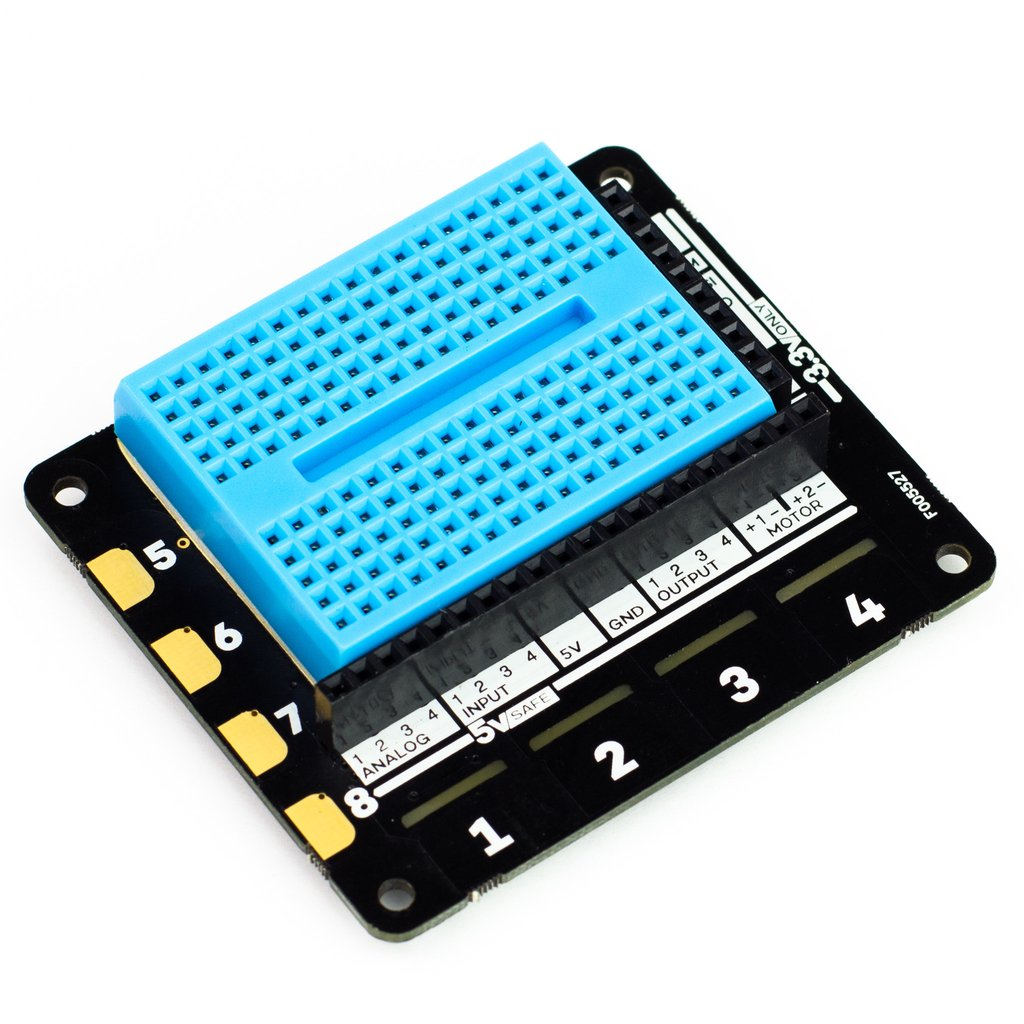 3.3V/ONLY
F005527
+1- +2-
MOTOR
1 2 3 4
OUTPUT
GND
5V
1 2 3 4
INPUT
1 2 3 4
ANALOG
5V/SAFE
5
6
7
8
1
2
3
4